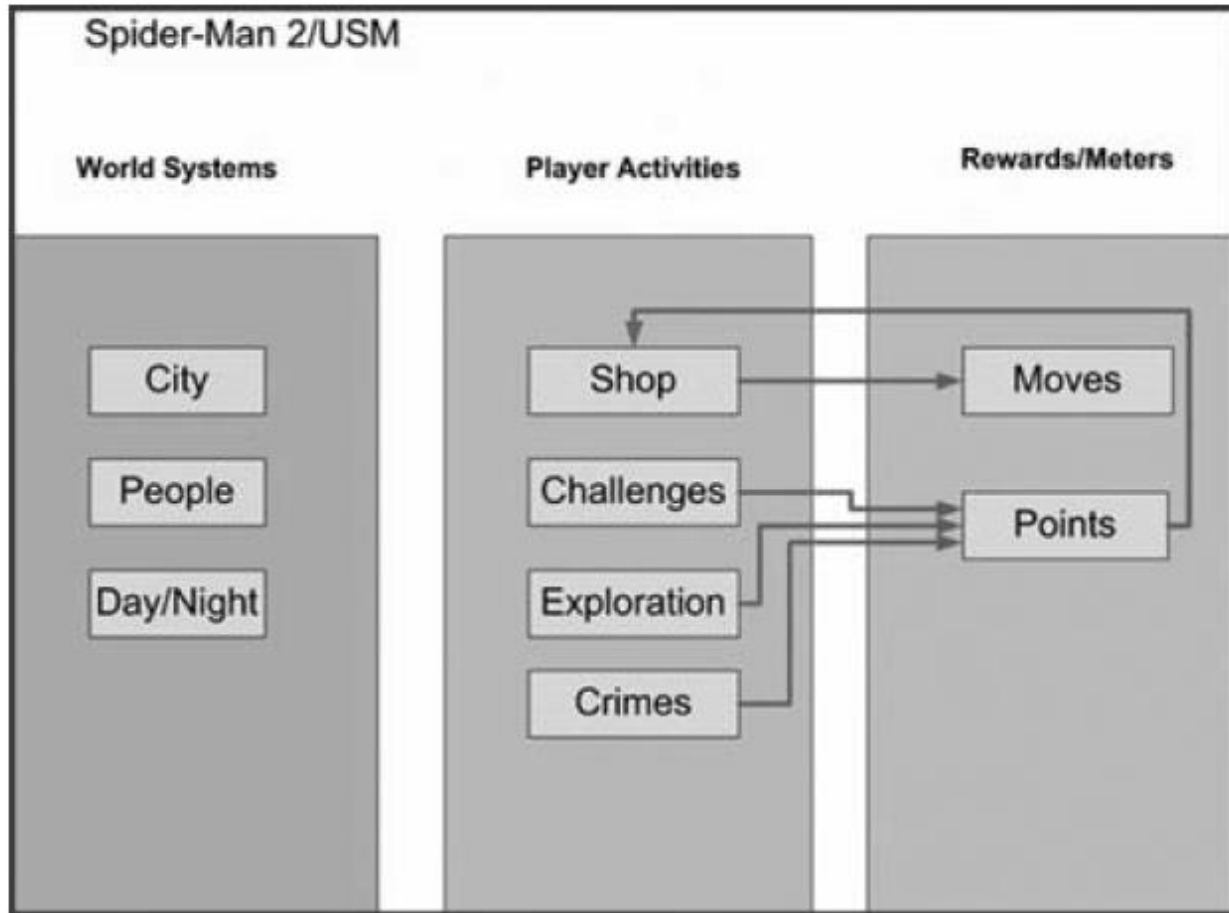 Spider-Man 2/USM
World Systems
Player Activities
Rewards/Meters
City
People
Day/Night
Shop
Challenges
Exploration
Crimes
Moves
Points